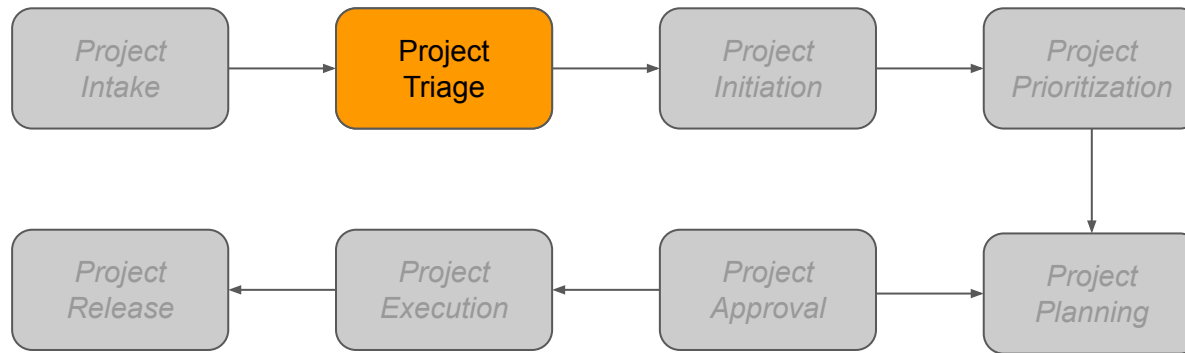 Project
Intake
Project
Triage
Project
Initiation
Project
Prioritization
Project
Release
Project
Execution
Project
Approval
Project
Planning